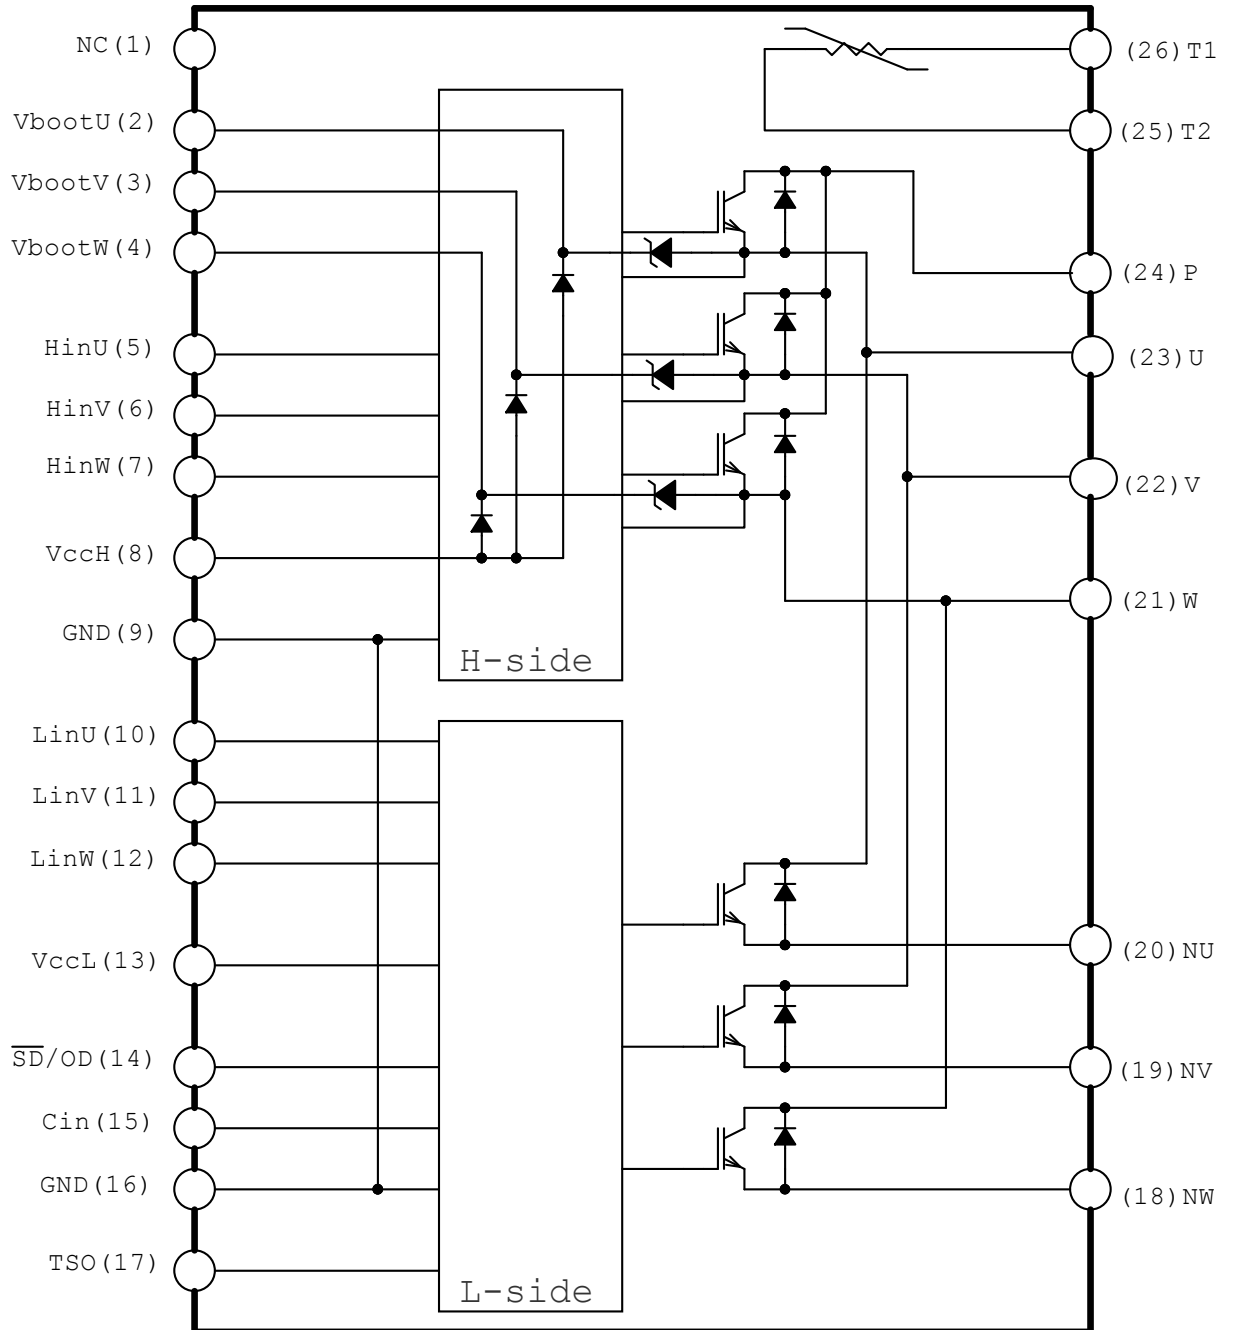 NC(1)
VbootU(2)
VbootV(3)
VbootW(4)
HinU(5)
HinV(6)
HinW(7)
VccH(8)
GND(9)
LinU(10)
LinV(11)
LinW(12)
VccL(13)
S̅D̅/OD(14)
Cin(15)
GND(16)
TSO(17)
H-side
L-side
(26)T1
(25)T2
(24)P
(23)U
(22)V
(21)W
(20)NU
(19)NV
(18)NW